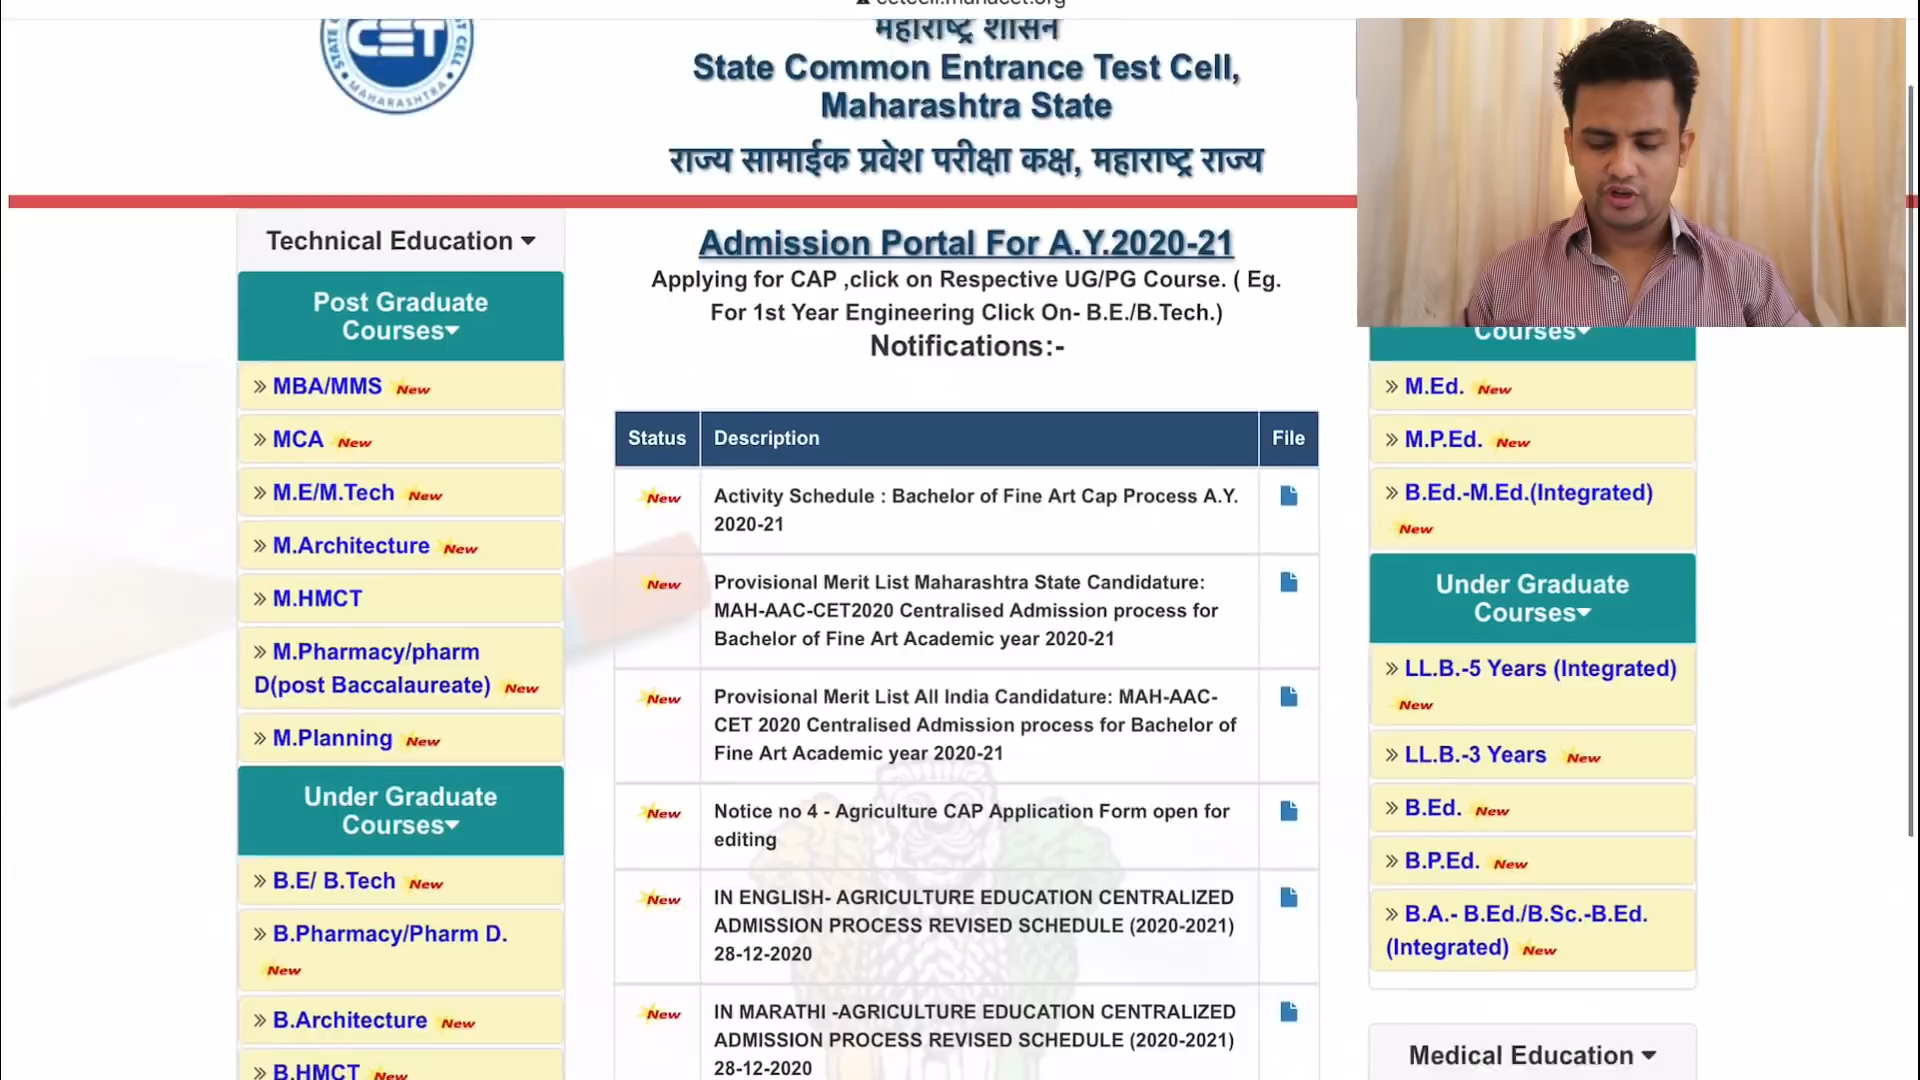 महाराष्ट्र शासन
CET
MAHARASHTRA
State Common Entrance Test Cell,
Maharashtra State
राज्य सामाईक प्रवेश परीक्षा कक्ष, महाराष्ट्र राज्य
Technical Education
Post Graduate
Courses
MBA/MMS New
MCA New
M.E/M.Tech New
M.Architecture New
M.HMCT
M.Pharmacy/pharm
D(post Baccalaureate) New
M.Planning New
Under Graduate
Courses
B.E/ B.Tech New
B.Pharmacy/Pharm D.
New
B.Architecture New
B.HMCT New
Admission Portal For A.Y.2020-21
Applying for CAP ,click on Respective UG/PG Course. ( Eg.
For 1st Year Engineering Click On- B.E./B.Tech.)
Notifications:-
Status Description File
New Activity Schedule : Bachelor of Fine Art Cap Process A.Y.
2020-21
New Provisional Merit List Maharashtra State Candidature:
MAH-AAC-CET2020 Centralised Admission process for
Bachelor of Fine Art Academic year 2020-21
New Provisional Merit List All India Candidature: MAH-AAC-
CET 2020 Centralised Admission process for Bachelor of
Fine Art Academic year 2020-21
New Notice no 4 - Agriculture CAP Application Form open for
editing
New IN ENGLISH- AGRICULTURE EDUCATION CENTRALIZED
ADMISSION PROCESS REVISED SCHEDULE (2020-2021)
28-12-2020
New IN MARATHI -AGRICULTURE EDUCATION CENTRALIZED
ADMISSION PROCESS REVISED SCHEDULE (2020-2021)
28-12-2020
Courses
M.Ed. New
M.P.Ed. New
B.Ed.-M.Ed.(Integrated)
New
Under Graduate
Courses
LL.B.-5 Years (Integrated)
New
LL.B.-3 Years New
B.Ed. New
B.P.Ed. New
B.A.- B.Ed./B.Sc.-B.Ed.
(Integrated) New
Medical Education